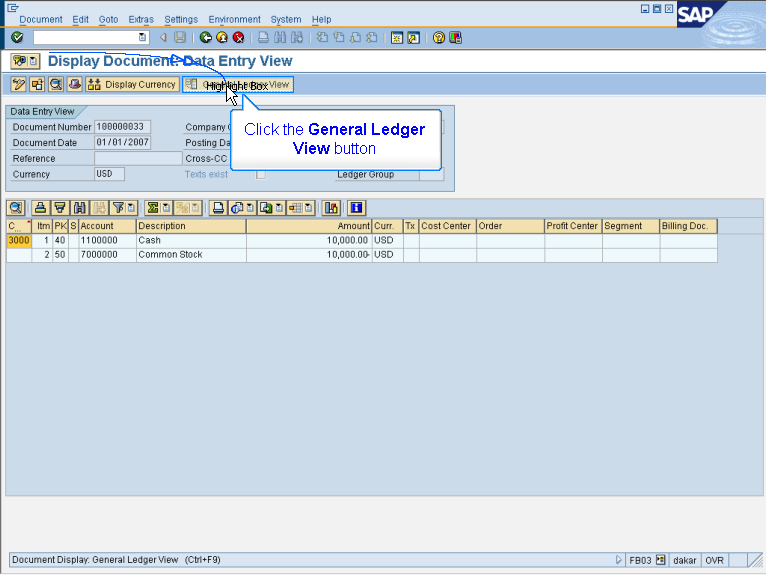 Document Edit Goto Extras Settings Environment System Help
SAP
Display Document: Data Entry View
Display Currency General Ledger View
Highlight Box
Click the General Ledger
View button
Data Entry View
Document Number 100000033 Company
Document Date 01/01/2007 Posting
Reference Cross-CC
Currency USD Texts exist Ledger Group
C... Itm PK S Account Description Amount Curr. Tx Cost Center Order Profit Center Segment Billing Doc.
3000 1 40 1100000 Cash 10,000.00 USD
2 50 7000000 Common Stock 10,000.00- USD
Document Display: General Ledger View (Ctrl+F9) FB03 dakar OVR